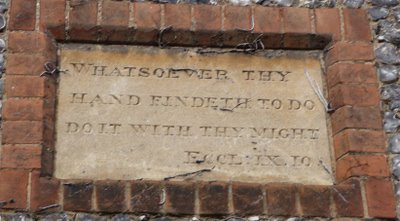 WHATSOEVER THY
HAND FINDETH TO DO
DO IT WITH THY MIGHT
ECCL: IX. 10.